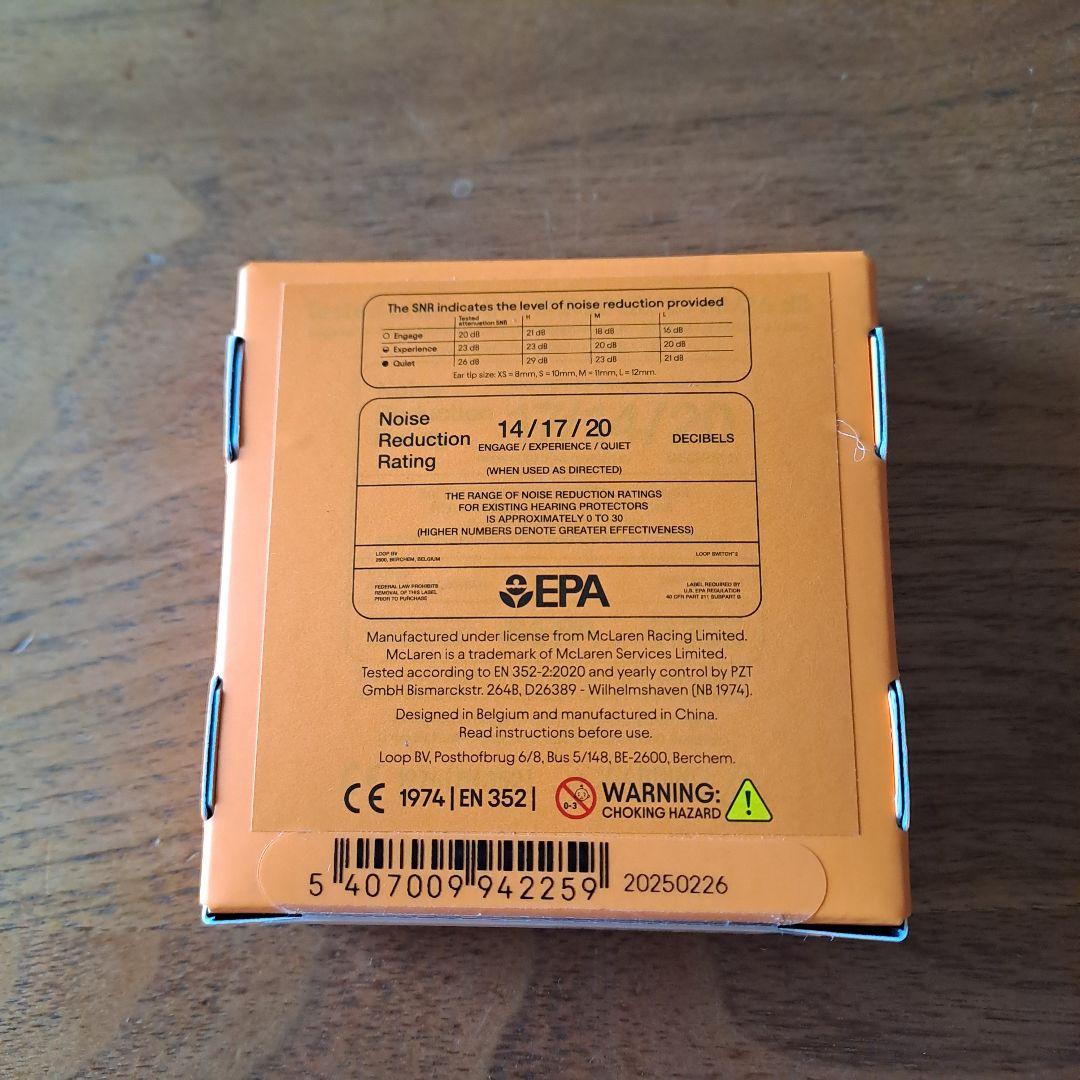 The SNR indicates the level of noise reduction provided
Tested attenuation SNR H M L
Engage 20 dB 21 dB 18 dB 16 dB
Experience 23 dB 23 dB 20 dB 20 dB
Quiet 26 dB 29 dB 23 dB 21 dB
Ear tip size: XS = 8mm, S = 10mm, M = 11mm, L = 12mm.
Noise
Reduction
Rating
14 / 17 / 20
ENGAGE / EXPERIENCE / QUIET
DECIBELS
(WHEN USED AS DIRECTED)
THE RANGE OF NOISE REDUCTION RATINGS
FOR EXISTING HEARING PROTECTORS
IS APPROXIMATELY 0 TO 30
(HIGHER NUMBERS DENOTE GREATER EFFECTIVENESS)
LOOP BV
2600, BERCHEM, BELGIUM
LOOP SWITCH™2
FEDERAL LAW PROHIBITS
REMOVAL OF THIS LABEL
PRIOR TO PURCHASE
EPA
LABEL REQUIRED BY
U.S. EPA REGULATION
40 CFR PART 211 SUBPART B
Manufactured under license from McLaren Racing Limited.
McLaren is a trademark of McLaren Services Limited.
Tested according to EN 352-2:2020 and yearly control by PZT
GmbH Bismarckstr. 264B, D26389 - Wilhelmshaven (NB 1974).
Designed in Belgium and manufactured in China.
Read instructions before use.
Loop BV, Posthofbrug 6/8, Bus 5/148, BE-2600, Berchem.
CE 1974 | EN 352 |
0-3
WARNING:
CHOKING HAZARD
!
5 407009 942259
20250226